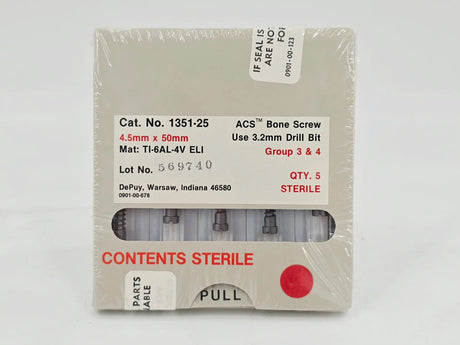 IF SEAL IS
ARE NO
FO
0901-00-123
Cat. No. 1351-25
ACS™ Bone Screw
4.5mm x 50mm
Use 3.2mm Drill Bit
Mat: TI-6AL-4V ELI
Group 3 & 4
Lot No. 569740
QTY. 5
DePuy, Warsaw, Indiana 46580
STERILE
0901-00-678
CONTENTS STERILE
PARTS
ABLE
PULL